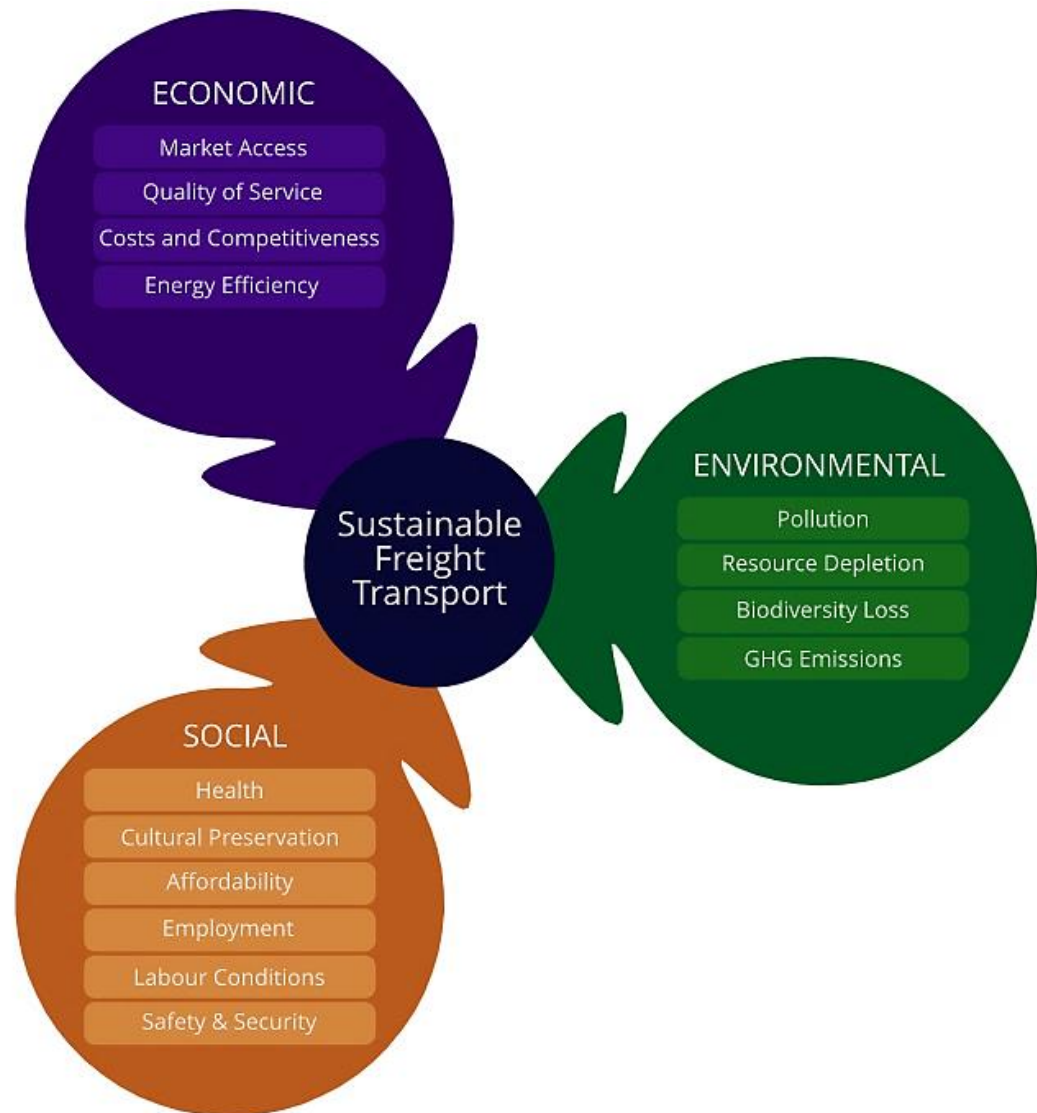 ECONOMIC
Market Access
Quality of Service
Costs and Competitiveness
Energy Efficiency
Sustainable
Freight
Transport
ENVIRONMENTAL
Pollution
Resource Depletion
Biodiversity Loss
GHG Emissions
SOCIAL
Health
Cultural Preservation
Affordability
Employment
Labour Conditions
Safety & Security